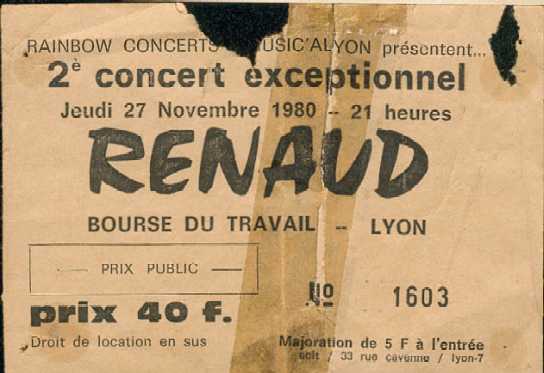 RAINBOW CONCERTS MUSIC'ALYON présentent...
2è concert exceptionnel
Jeudi 27 Novembre 1980 - 21 heures
RENAUD
BOURSE DU TRAVAIL -- LYON
PRIX PUBLIC
prix 40 f.
No 1603
Droit de location en sus
Majoration de 5 F à l'entrée
/ 33 rue cavenne / lyon-7